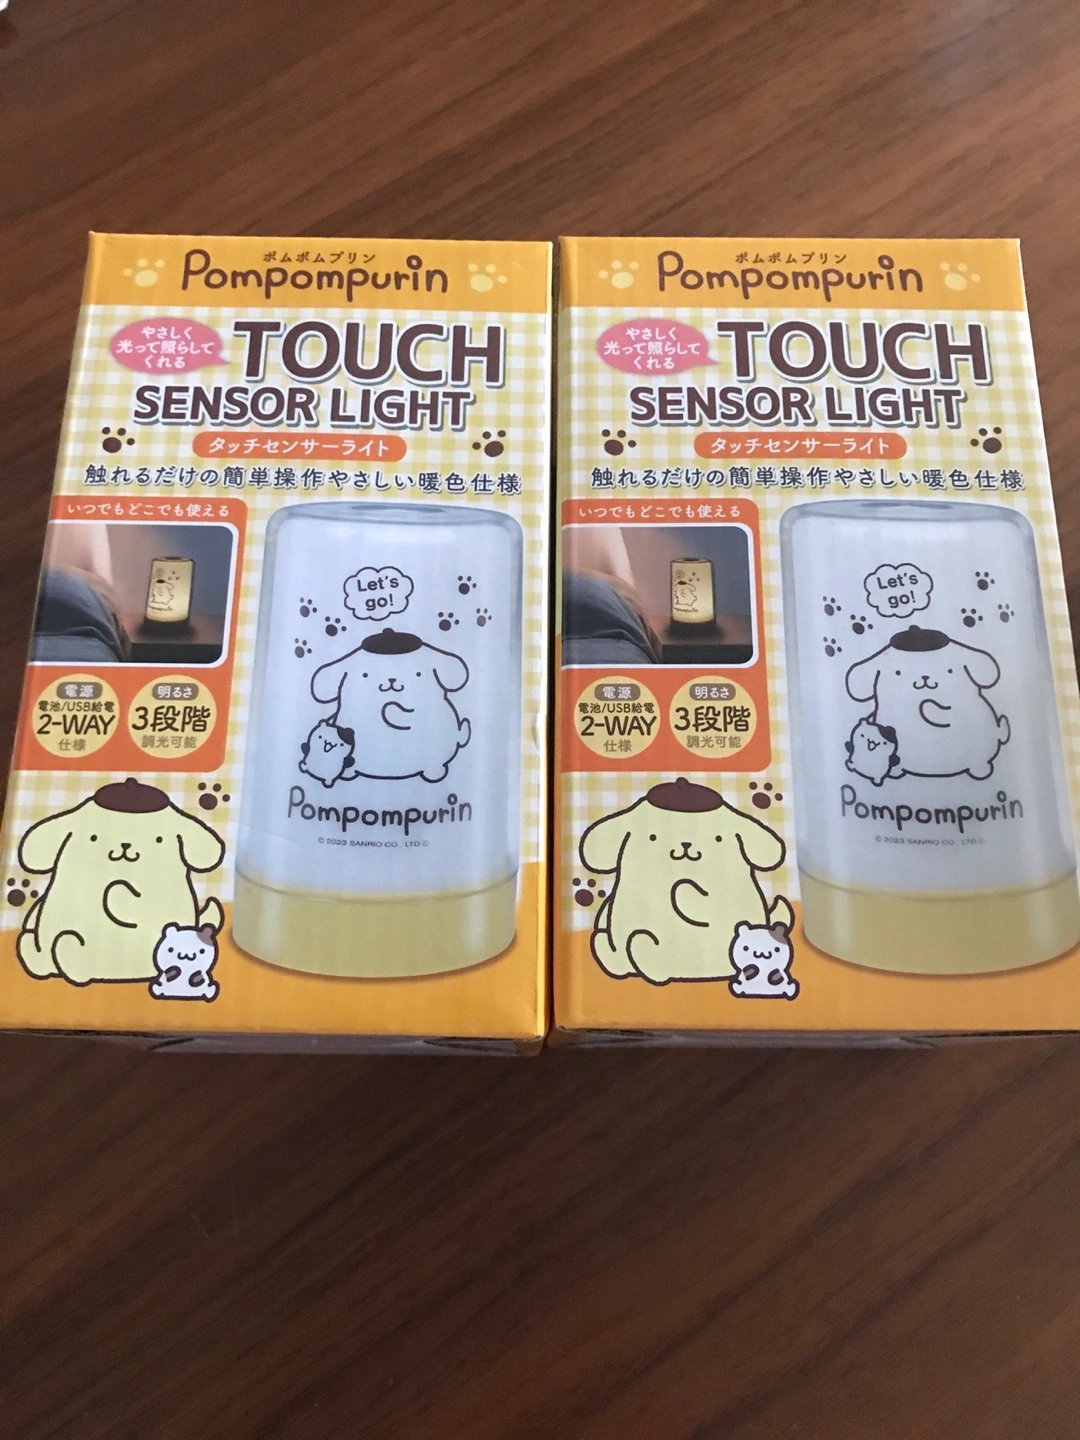 ポムポムプリン
Pompompurin
やさしく
光って照らして
くれる
TOUCH
SENSOR LIGHT
タッチセンサーライト
触れるだけの簡単操作やさしい暖色仕様
いつでもどこでも使える
電源
電池/USB給電
2-WAY
仕様
明るさ
3段階
調光可能
Let's
go!
Pompompurin
©2023 SANRIO CO., LTD.©
ポムポムプリン
Pompompurin
やさしく
光って照らして
くれる
TOUCH
SENSOR LIGHT
タッチセンサーライト
触れるだけの簡単操作やさしい暖色仕様
いつでもどこでも使える
電源
電池/USB給電
2-WAY
仕様
明るさ
3段階
調光可能
Let's
go!
Pompompurin
©2023 SANRIO CO., LTD.©